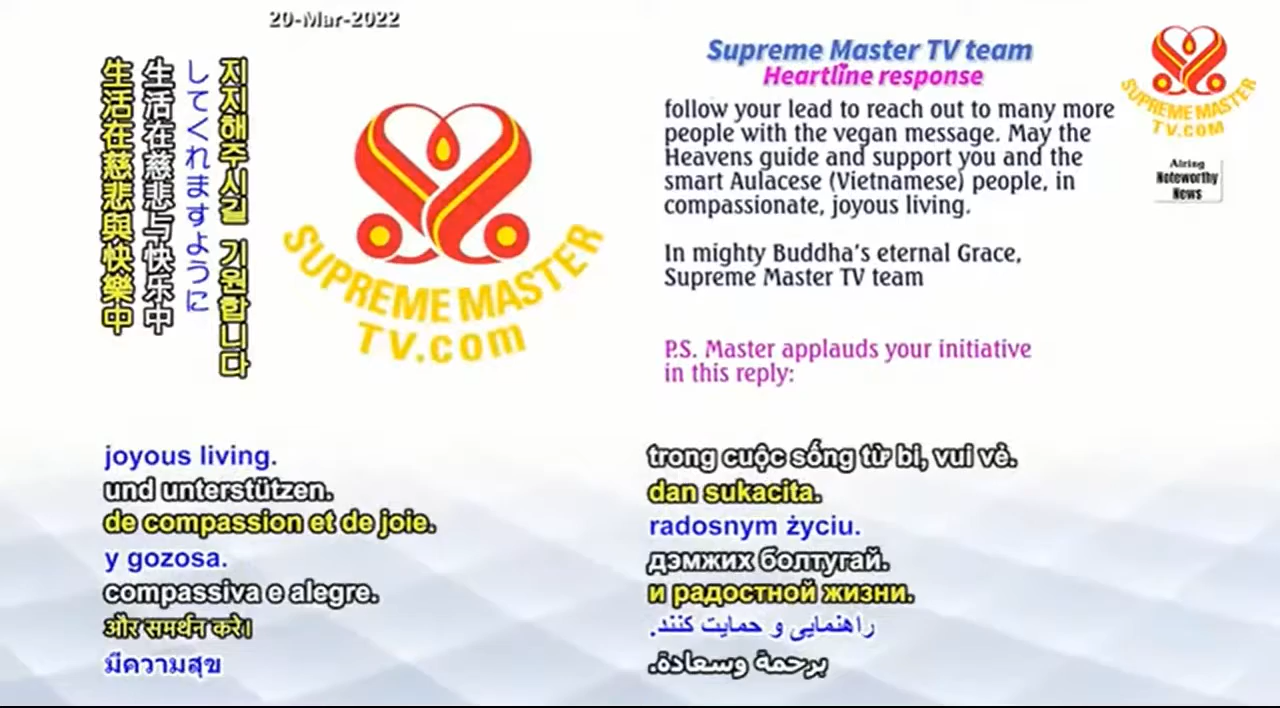 20-Mar-2022
生活在慈悲與快樂中
生活在慈悲与快乐中
してくれますように
지지해주시길 기원합니다
SUPREME MASTER
TV.com
Supreme Master TV team
Heartline response
follow your lead to reach out to many more
people with the vegan message. May the
Heavens guide and support you and the
smart Aulacese (Vietnamese) people, in
compassionate, joyous living.
In mighty Buddha's eternal Grace,
Supreme Master TV team
P.S. Master applauds your initiative
in this reply:
SUPREME MASTER
TV.COM
Airing
Noteworthy
News
joyous living.
und unterstützen.
de compassion et de joie.
y gozosa.
compassiva e alegre.
और समर्थन करे।
มีความสุข
trong cuộc sống từ bi, vui vẻ.
dan sukacita.
radosnym życiu.
дэмжих болтугай.
и радостной жизни.
راهنمایی و حمایت کنند.
برحمة وسعادة.